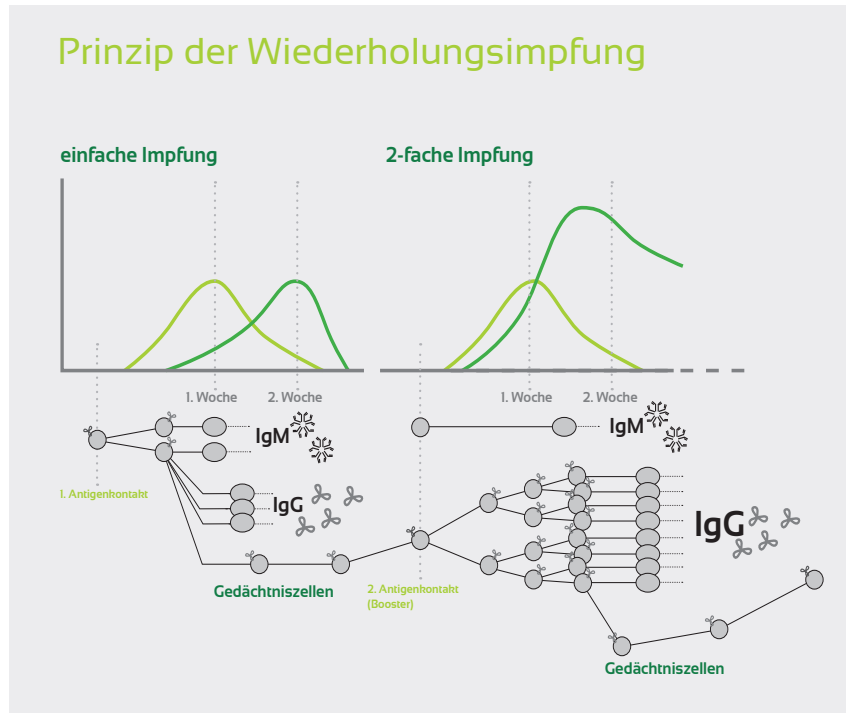 Prinzip der Wiederholungsimpfung
einfache Impfung
2-fache Impfung
1. Woche
2. Woche
1. Woche
2. Woche
IgM
IgM
1. Antigenkontakt
IgG
IgG
Gedächtniszellen
2. Antigenkontakt
(Booster)
Gedächtniszellen